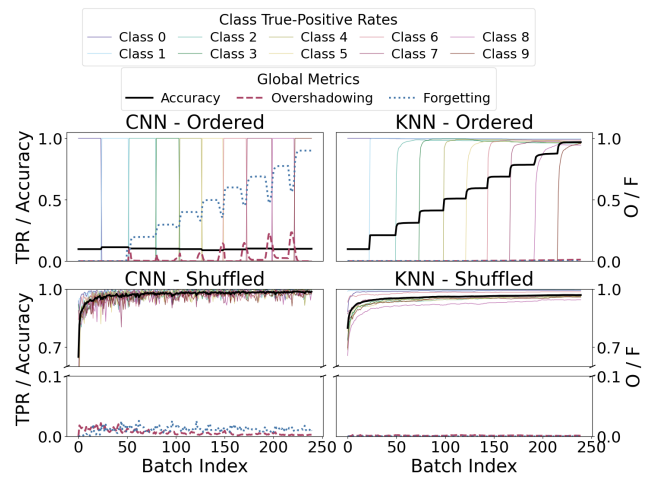 Class True-Positive Rates
Class 0 Class 2 Class 4 Class 6 Class 8
Class 1 Class 3 Class 5 Class 7 Class 9
Global Metrics
Accuracy Overshadowing Forgetting
CNN - Ordered KNN - Ordered
TPR / Accuracy
1.0
0.5
0.0
1.0
0.5
0.0
O / F
CNN - Shuffled KNN - Shuffled
TPR / Accuracy
1.0
0.7
0.1
0.0
1.0
0.7
0.1
0.0
O / F
0 50 100 150 200 250
0 50 100 150 200 250
Batch Index Batch Index